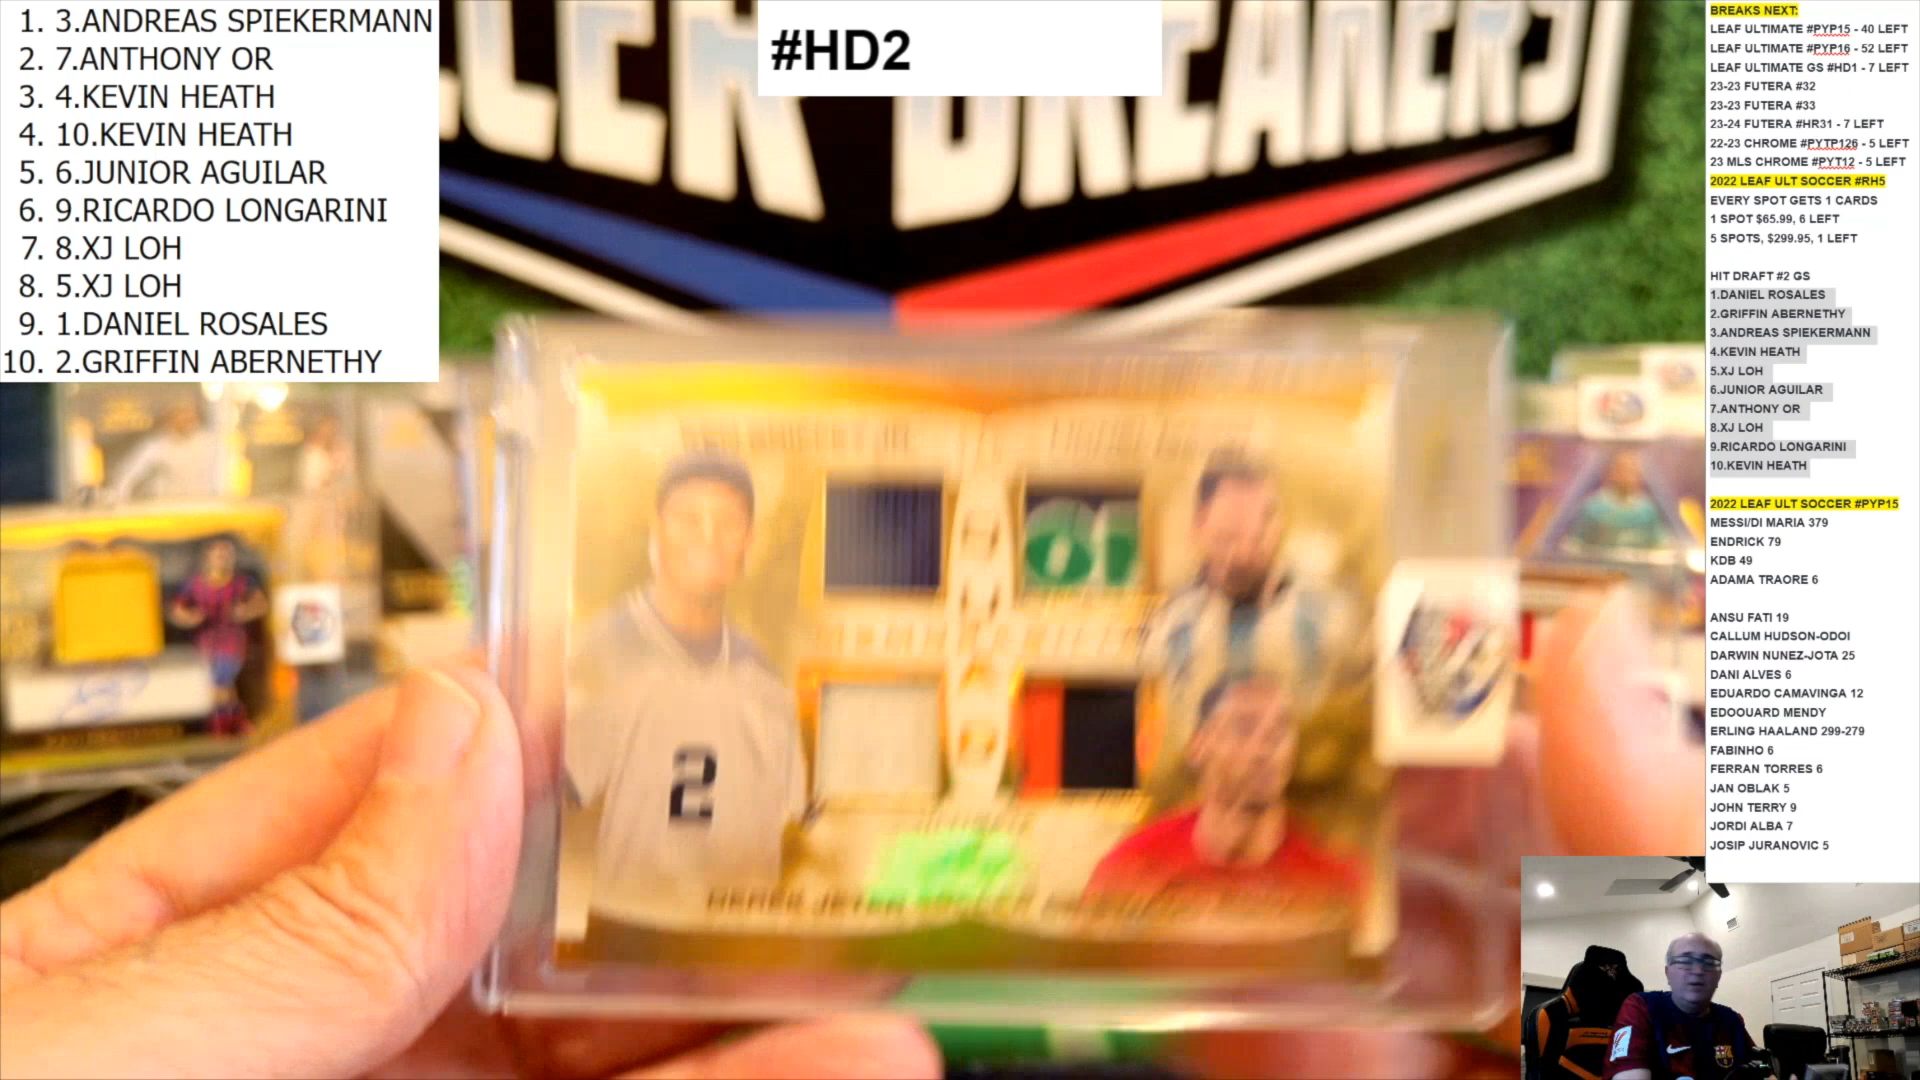 1. 3.ANDREAS SPIEKERMANN
2. 7.ANTHONY OR
3. 4.KEVIN HEATH
4. 10.KEVIN HEATH
5. 6.JUNIOR AGUILAR
6. 9.RICARDO LONGARINI
7. 8.XJ LOH
8. 5.XJ LOH
9. 1.DANIEL ROSALES
10. 2.GRIFFIN ABERNETHY
#HD2
BREAKERS
2
DEREK JETER
BREAKS NEXT:
LEAF ULTIMATE #PYP15 - 40 LEFT
LEAF ULTIMATE #PYP16 - 52 LEFT
LEAF ULTIMATE GS #HD1 - 7 LEFT
23-23 FUTERA #32
23-23 FUTERA #33
23-24 FUTERA #HR31 - 7 LEFT
22-23 CHROME #PYTP126 - 5 LEFT
23 MLS CHROME #PYT12 - 5 LEFT
2022 LEAF ULT SOCCER #RH5
EVERY SPOT GETS 1 CARDS
1 SPOT $65.99, 6 LEFT
5 SPOTS, $299.95, 1 LEFT
HIT DRAFT #2 GS
1.DANIEL ROSALES
2.GRIFFIN ABERNETHY
3.ANDREAS SPIEKERMANN
4.KEVIN HEATH
5.XJ LOH
6.JUNIOR AGUILAR
7.ANTHONY OR
8.XJ LOH
9.RICARDO LONGARINI
10.KEVIN HEATH
2022 LEAF ULT SOCCER #PYP15
MESSI/DI MARIA 379
ENDRICK 79
KDB 49
ADAMA TRAORE 6
ANSU FATI 19
CALLUM HUDSON-ODOI
DARWIN NUNEZ-JOTA 25
DANI ALVES 6
EDUARDO CAMAVINGA 12
EDOOUARD MENDY
ERLING HAALAND 299-279
FABINHO 6
FERRAN TORRES 6
JAN OBLAK 5
JOHN TERRY 9
JORDI ALBA 7
JOSIP JURANOVIC 5